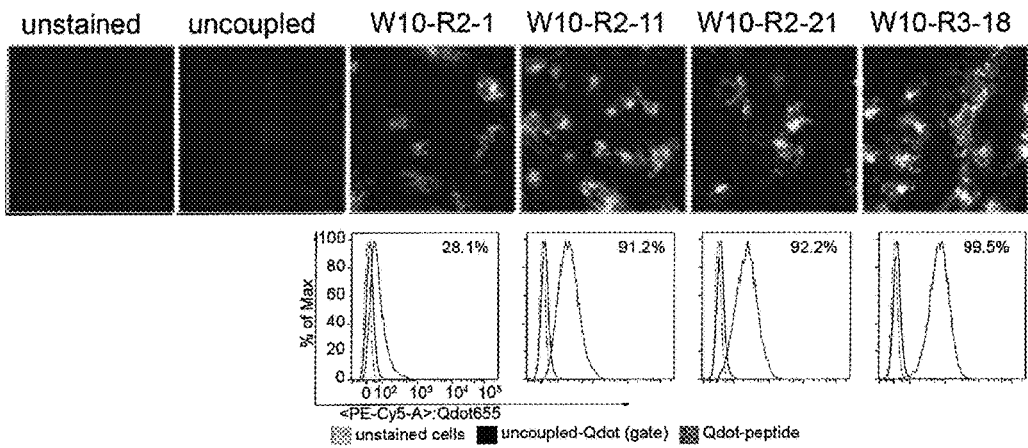 unstained uncoupled W10-R2-1 W10-R2-11 W10-R2-21 W10-R3-18
28.1% 91.2% 92.2% 99.5%
100
80
60
40
20
0
% of Max
0 10² 10³ 10⁴ 10⁵
<PE-Cy5-A>:Qdot655
unstained cells uncoupled-Qdot (gate) Qdot-peptide